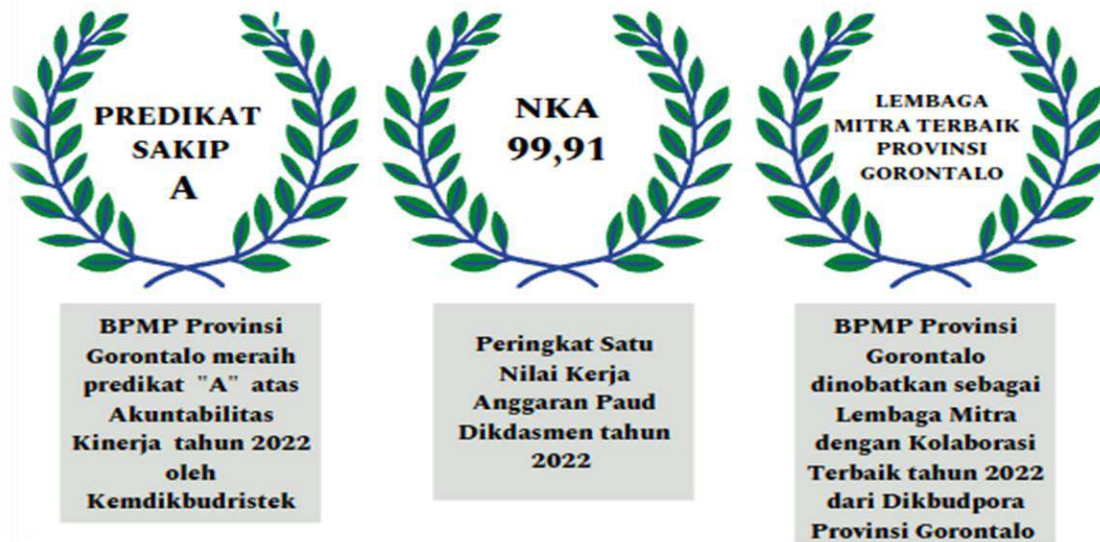 PREDIKAT
SAKIP
A
NKA
99,91
LEMBAGA
MITRA TERBAIK
PROVINSI
GORONTALO
BPMP Provinsi
Gorontalo meraih
predikat "A" atas
Akuntabilitas
Kinerja tahun 2022
oleh
Kemdikbudristek
Peringkat Satu
Nilai Kerja
Anggaran Paud
Dikdasmen tahun
2022
BPMP Provinsi
Gorontalo
dinobatkan sebagai
Lembaga Mitra
dengan Kolaborasi
Terbaik tahun 2022
dari Dikbudpora
Provinsi Gorontalo